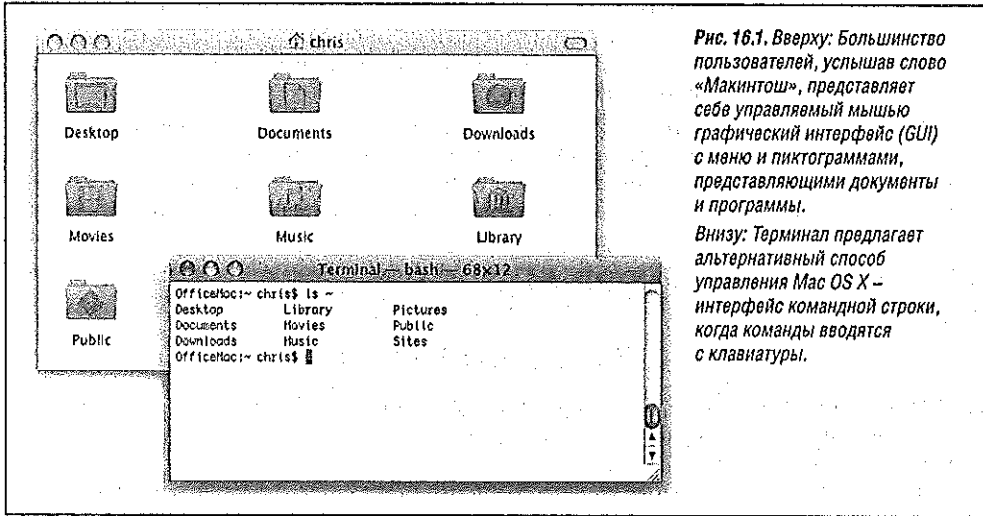 chris
Desktop
Documents
Downloads
Movies
Music
Library
Public
Terminal — bash — 68x12
OfficeMac:~ chris$ ls ~
Desktop Library Pictures
Documents Movies Public
Downloads Music Sites
OfficeMac:~ chris$
Рис. 16.1. Вверху: Большинство
пользователей, услышав слово
«Макинтош», представляет
себе управляемый мышью
графический интерфейс (GUI)
с меню и пиктограммами,
представляющими документы
и программы.
Внизу: Терминал предлагает
альтернативный способ
управления Mac OS X –
интерфейс командной строки,
когда команды вводятся
с клавиатуры.